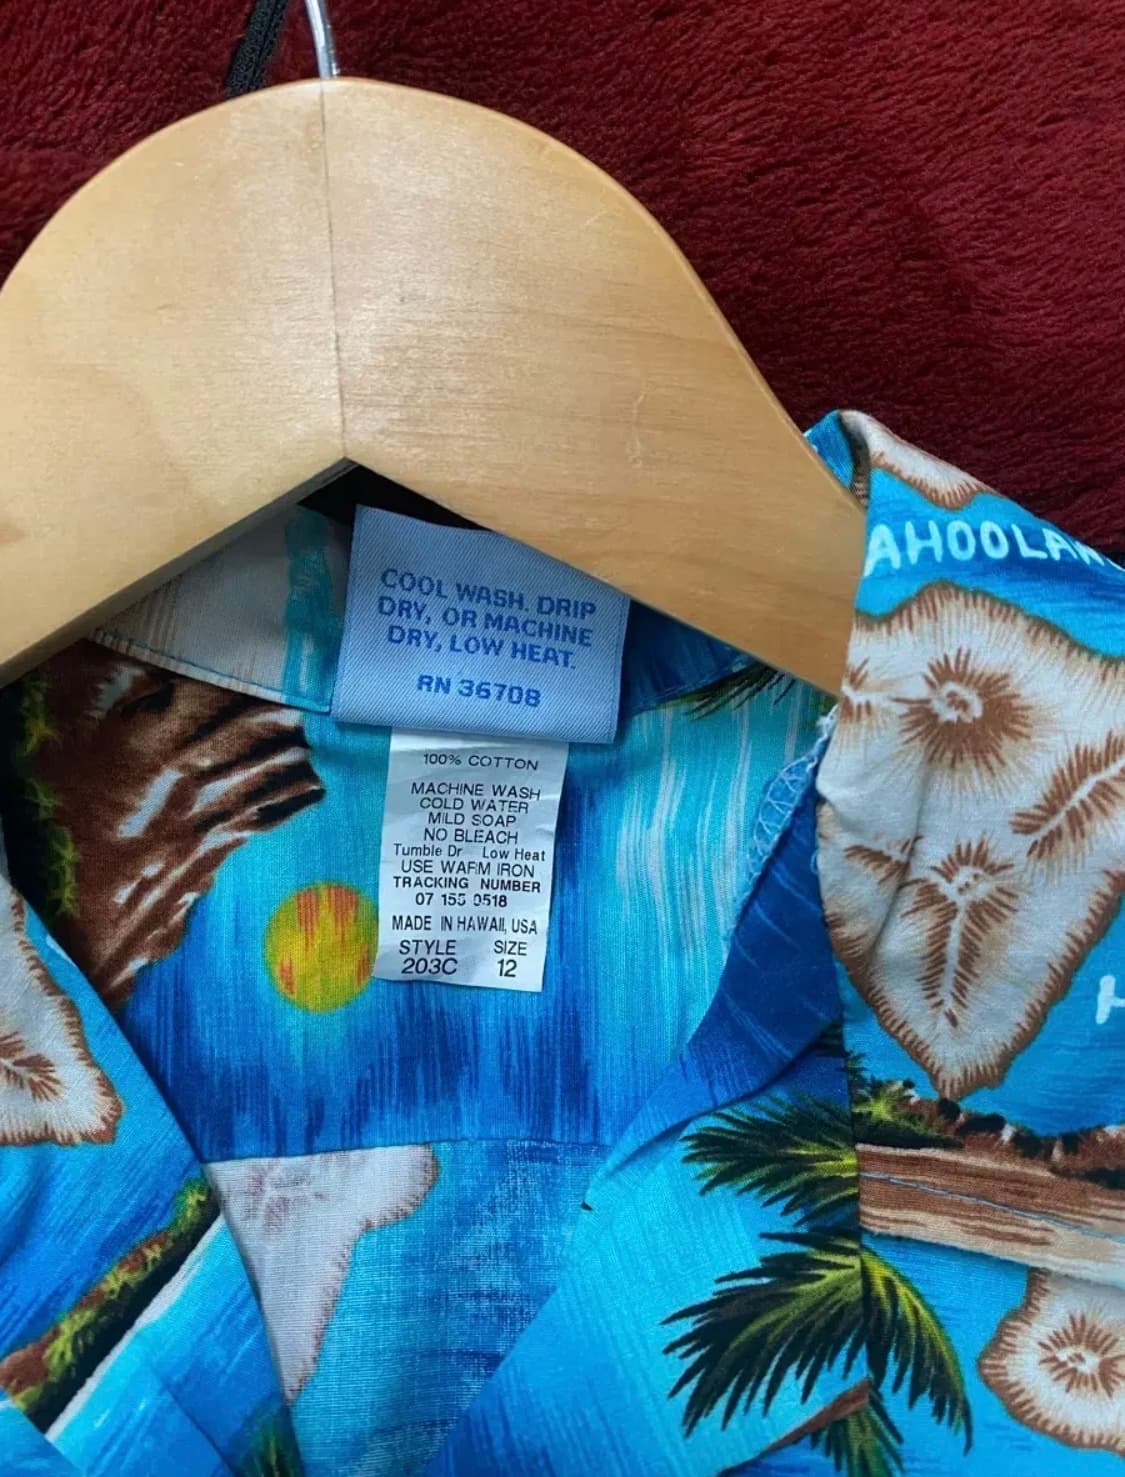 COOL WASH. DRIP
DRY, OR MACHINE
DRY, LOW HEAT.
RN 36708
100% COTTON
MACHINE WASH
COLD WATER
MILD SOAP
NO BLEACH
Tumble Dr Low Heat
USE WARM IRON
TRACKING NUMBER
07 155 0518
MADE IN HAWAII, USA
STYLE SIZE
203C 12
AHOOLA
H